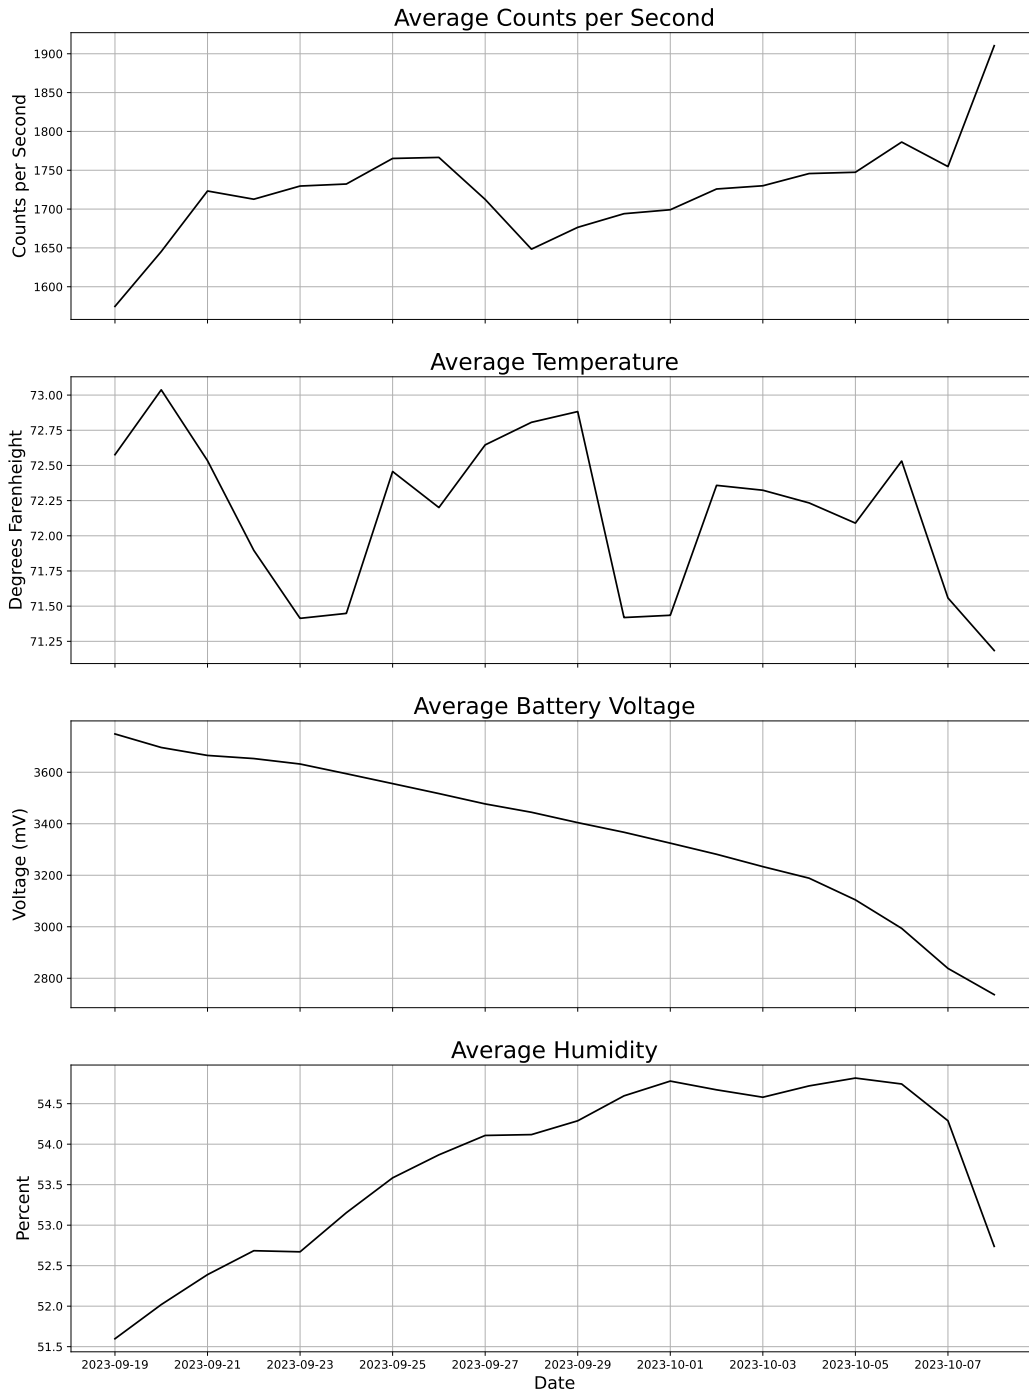 Average Counts per Second
1900
1850
1800
1750
1700
1650
1600
Counts per Second
Average Temperature
73.00
72.75
72.50
72.25
72.00
71.75
71.50
71.25
Degrees Farenheight
Average Battery Voltage
3600
3400
3200
3000
2800
Voltage (mV)
Average Humidity
54.5
54.0
53.5
53.0
52.5
52.0
51.5
Percent
2023-09-19 2023-09-21 2023-09-23 2023-09-25 2023-09-27 2023-09-29 2023-10-01 2023-10-03 2023-10-05 2023-10-07
Date